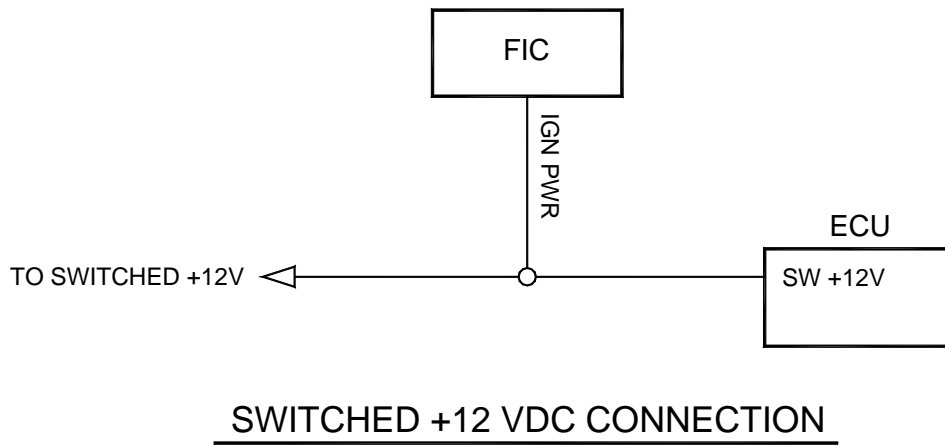 FIC
IGN PWR
ECU
TO SWITCHED +12V
SW +12V
SWITCHED +12 VDC CONNECTION